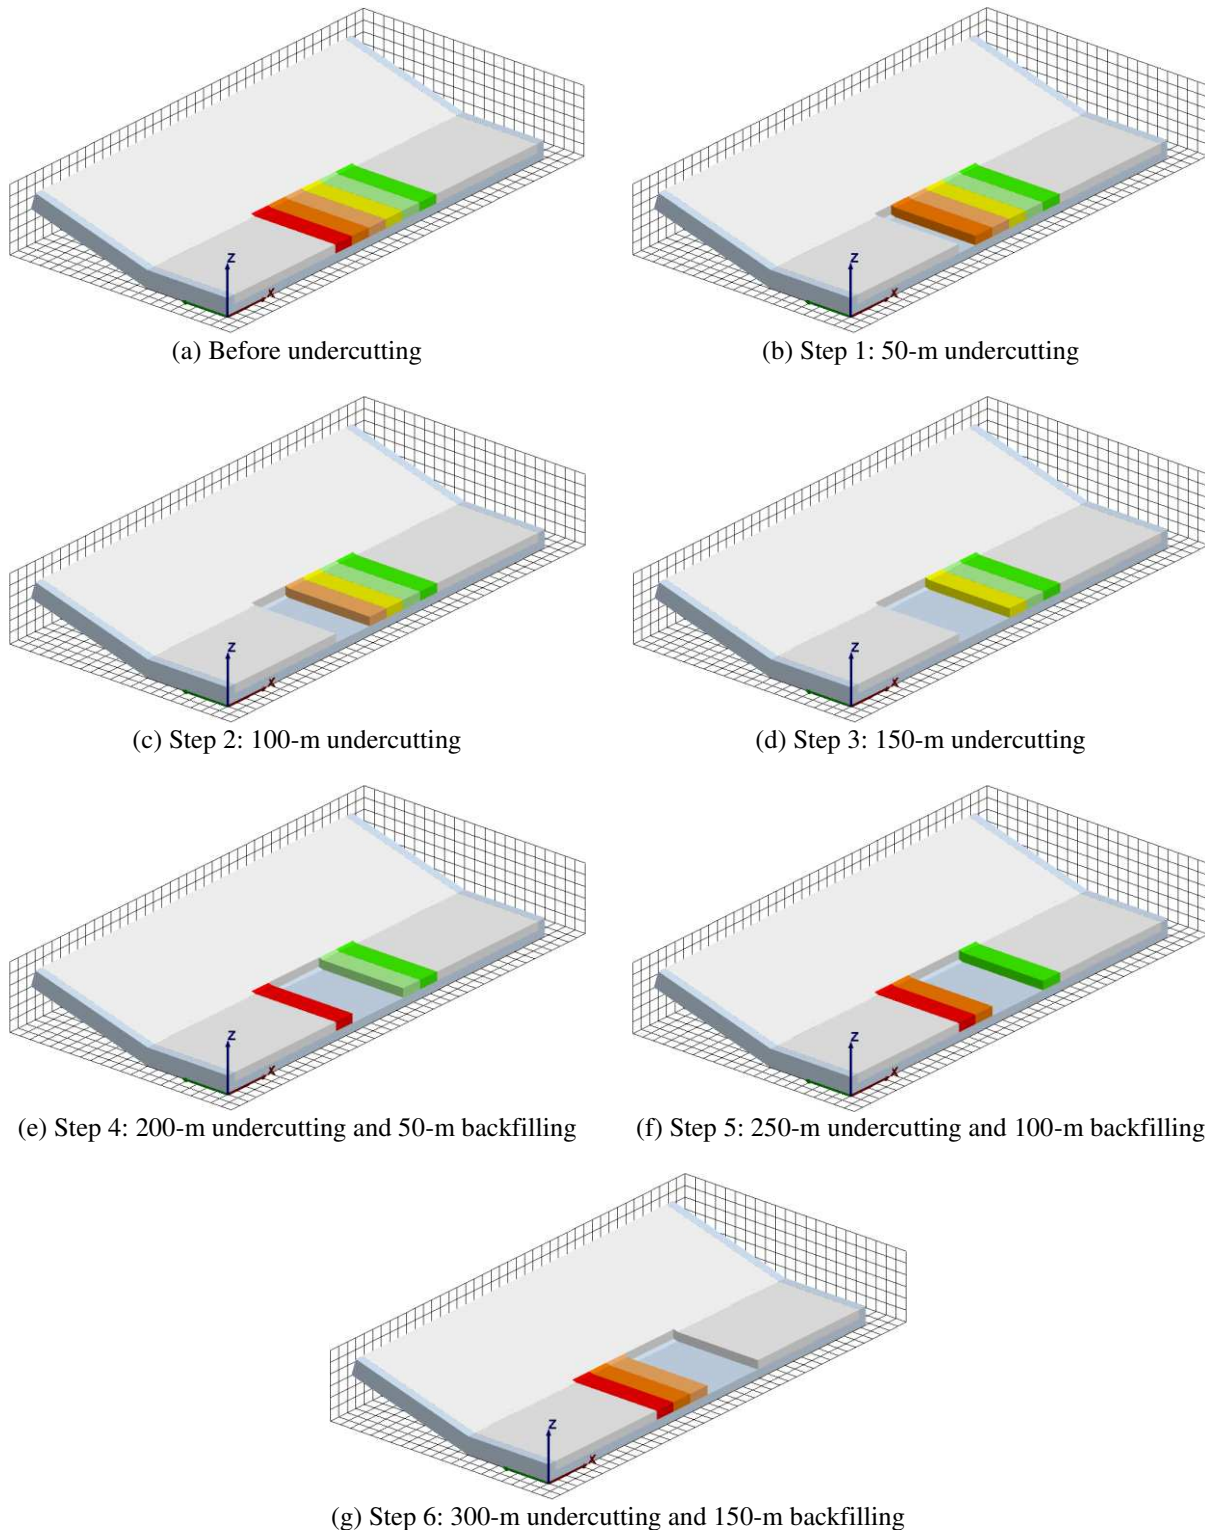 Z
X
Z
X
(a) Before undercutting
(b) Step 1: 50-m undercutting
Z
X
Z
X
(c) Step 2: 100-m undercutting
(d) Step 3: 150-m undercutting
Z
X
Z
X
(e) Step 4: 200-m undercutting and 50-m backfilling
(f) Step 5: 250-m undercutting and 100-m backfilling
Z
X
(g) Step 6: 300-m undercutting and 150-m backfilling